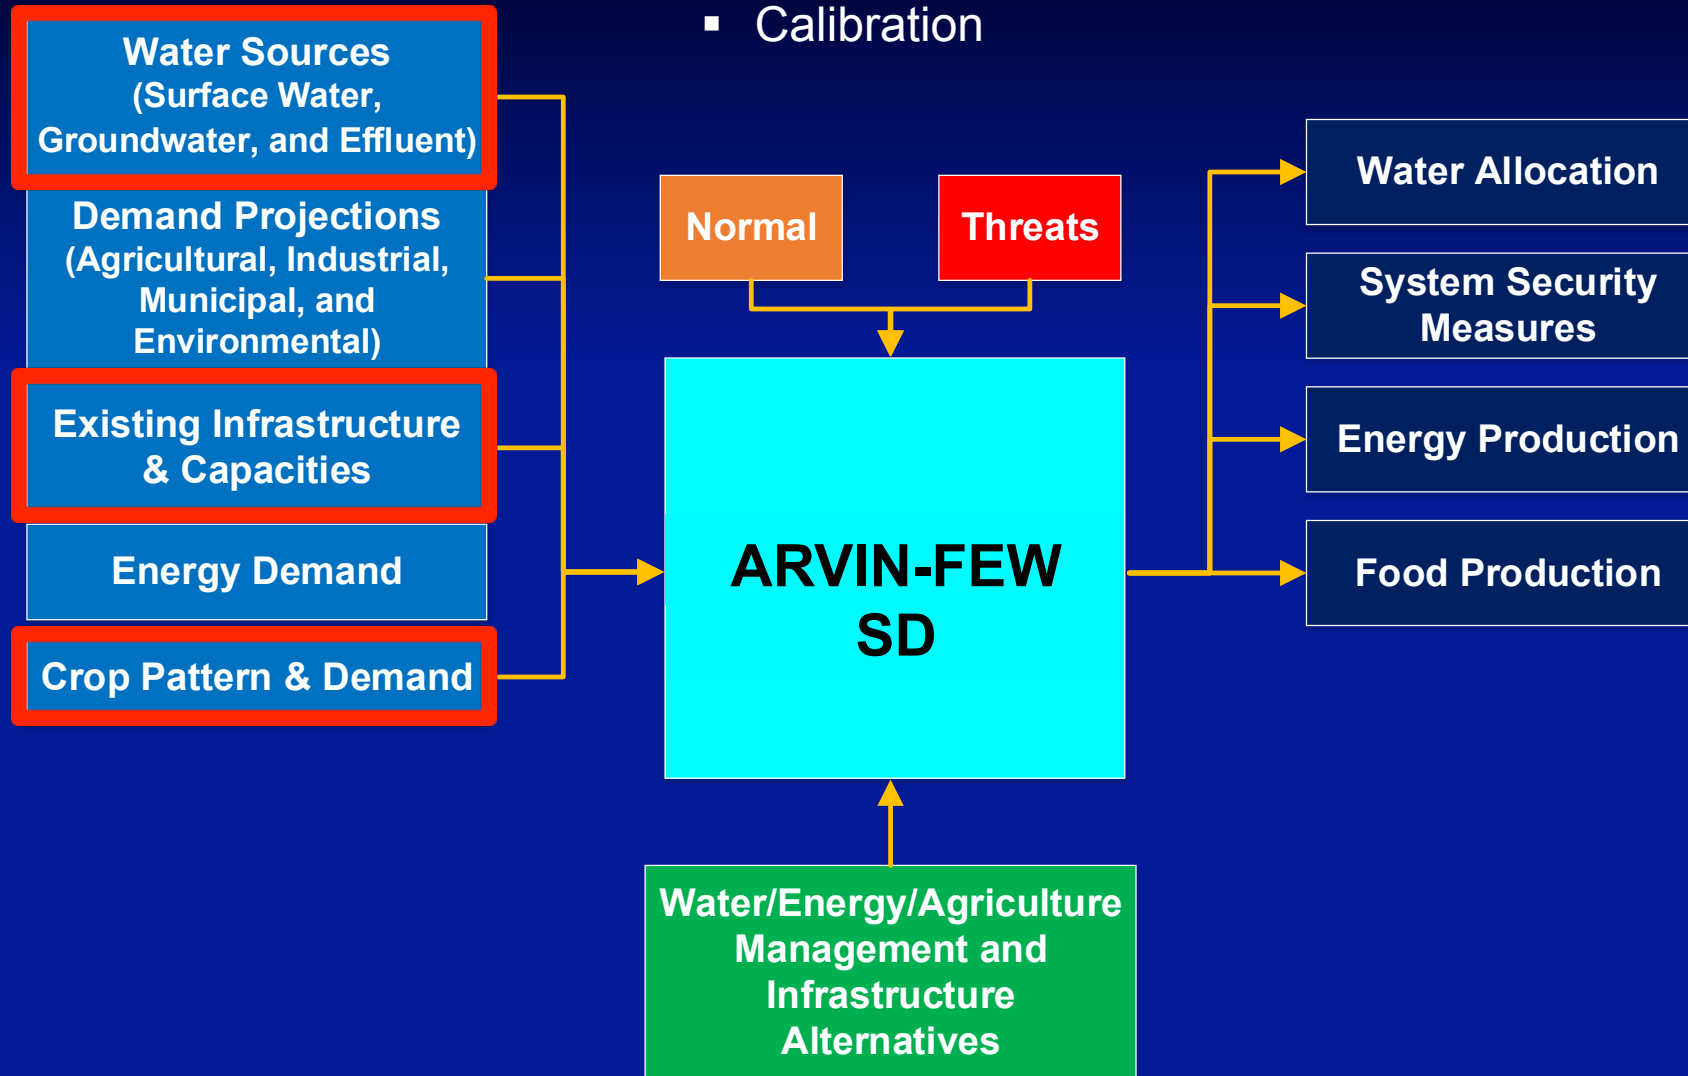 ▪ Calibration
Water Sources
(Surface Water,
Groundwater, and Effluent)
Demand Projections
(Agricultural, Industrial,
Municipal, and
Environmental)
Existing Infrastructure
& Capacities
Energy Demand
Crop Pattern & Demand
Normal
Threats
ARVIN-FEW
SD
Water/Energy/Agriculture
Management and
Infrastructure
Alternatives
Water Allocation
System Security
Measures
Energy Production
Food Production